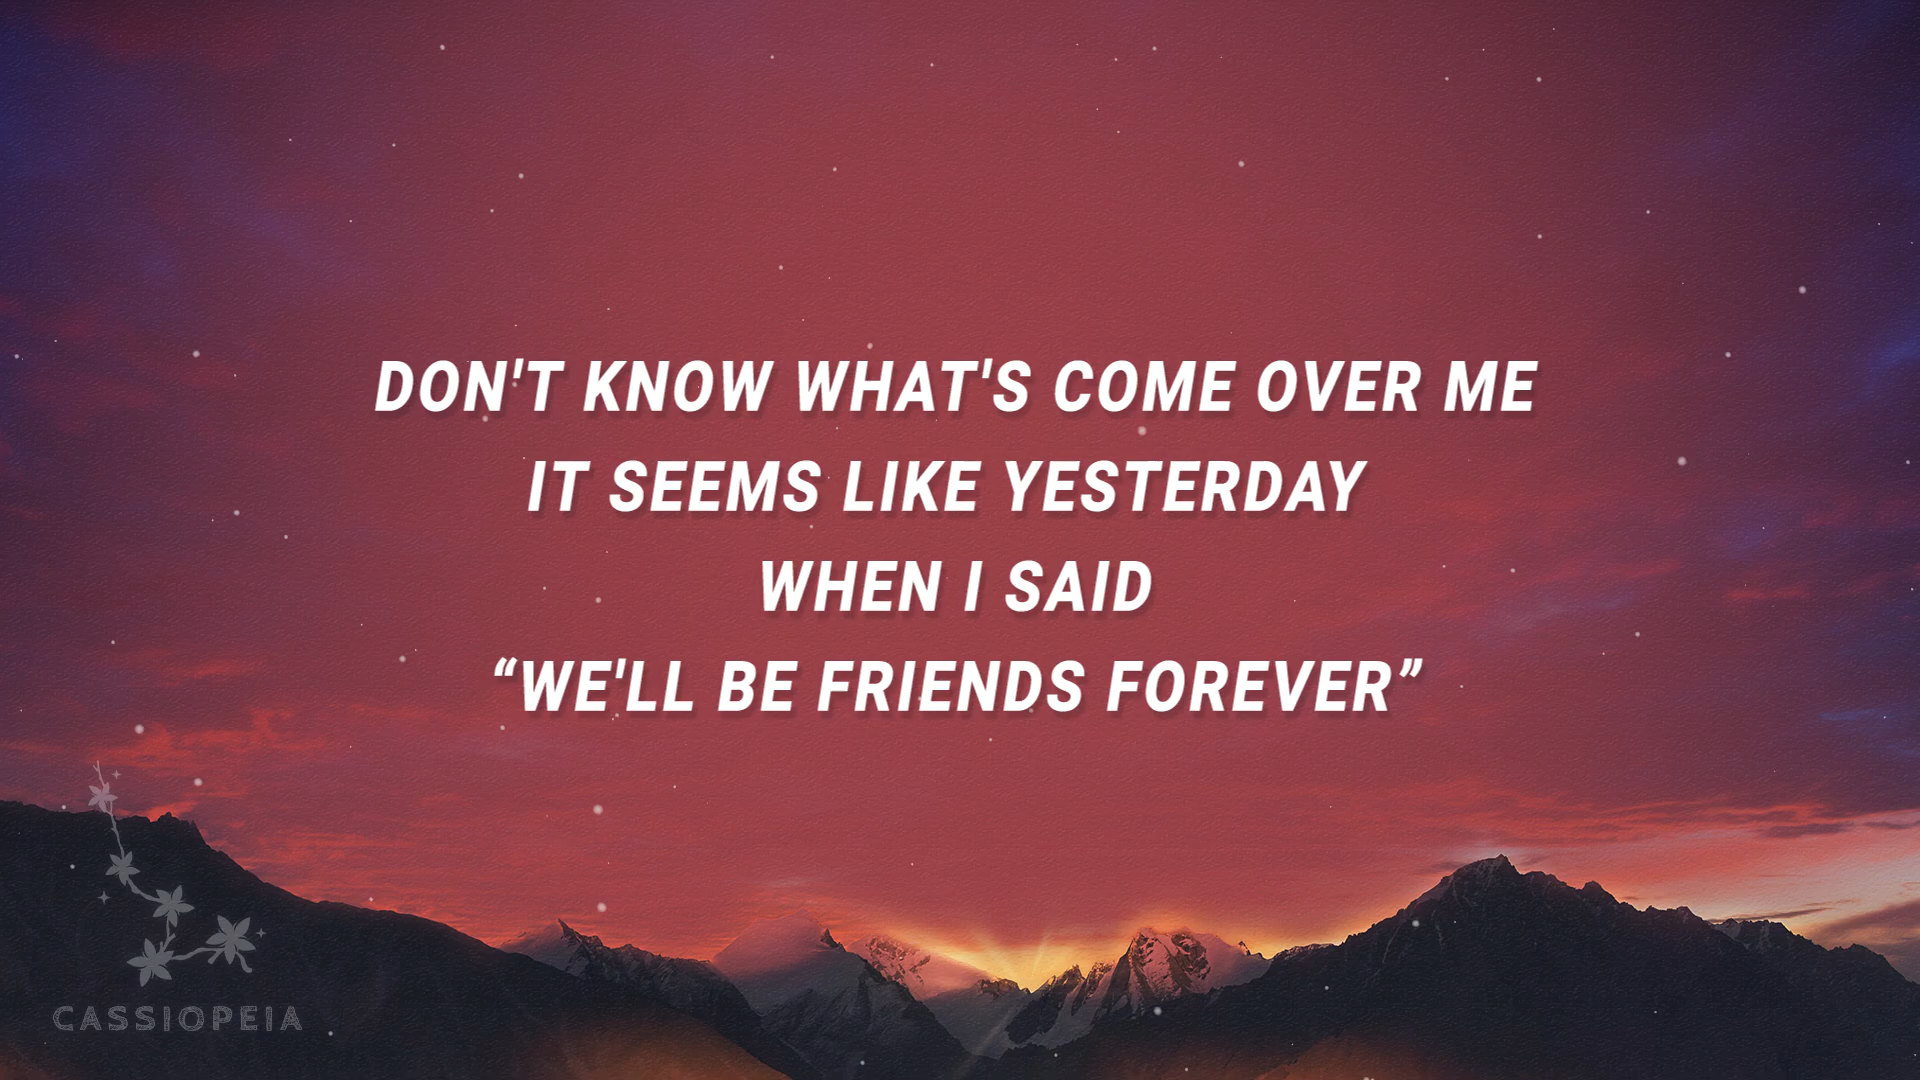 DON'T KNOW WHAT'S COME OVER ME
IT SEEMS LIKE YESTERDAY
WHEN I SAID
“WE'LL BE FRIENDS FOREVER”
CASSIOPEIA